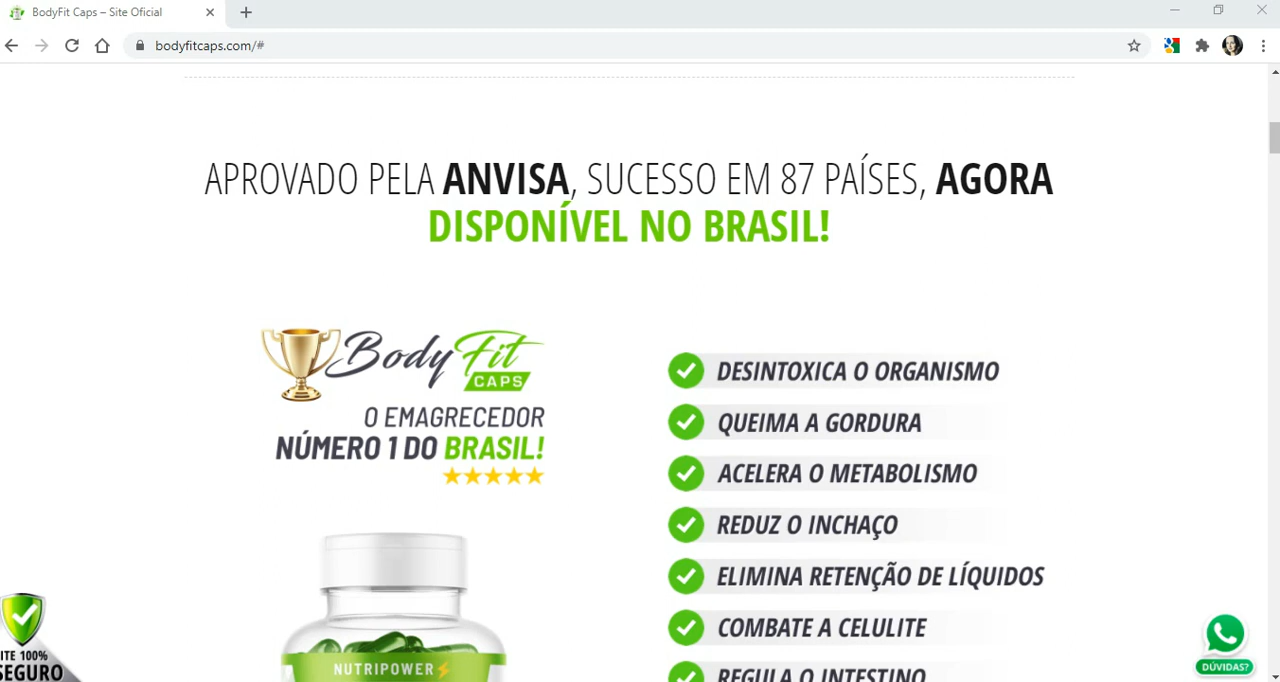 BodyFit Caps – Site Oficial
bodyfitcaps.com/#
APROVADO PELA ANVISA, SUCESSO EM 87 PAÍSES, AGORA
DISPONÍVEL NO BRASIL!
BodyFit
CAPS
O EMAGRECEDOR
NÚMERO 1 DO BRASIL!
DESINTOXICA O ORGANISMO
QUEIMA A GORDURA
ACELERA O METABOLISMO
REDUZ O INCHAÇO
ELIMINA RETENÇÃO DE LÍQUIDOS
COMBATE A CELULITE
REGULA O INTESTINO
NUTRIPOWER
ITE 100%
SEGURO
DÚVIDAS?